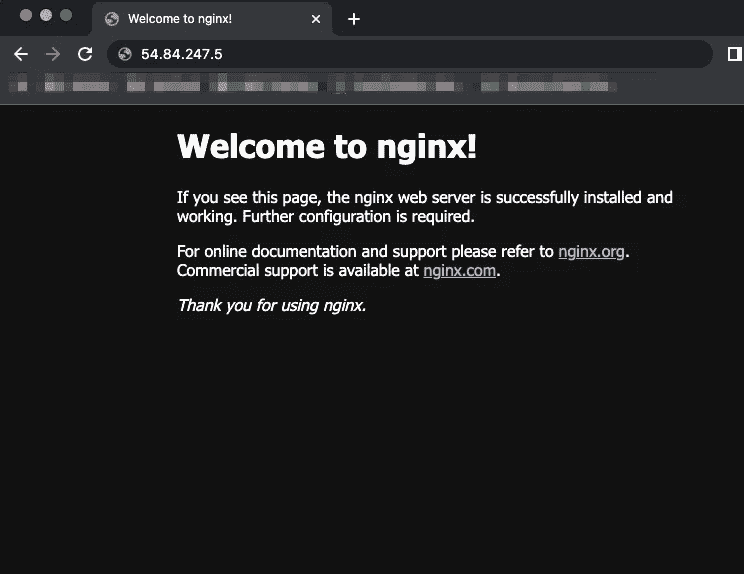 Welcome to nginx!
54.84.247.5
Welcome to nginx!
If you see this page, the nginx web server is successfully installed and
working. Further configuration is required.
For online documentation and support please refer to nginx.org.
Commercial support is available at nginx.com.
Thank you for using nginx.